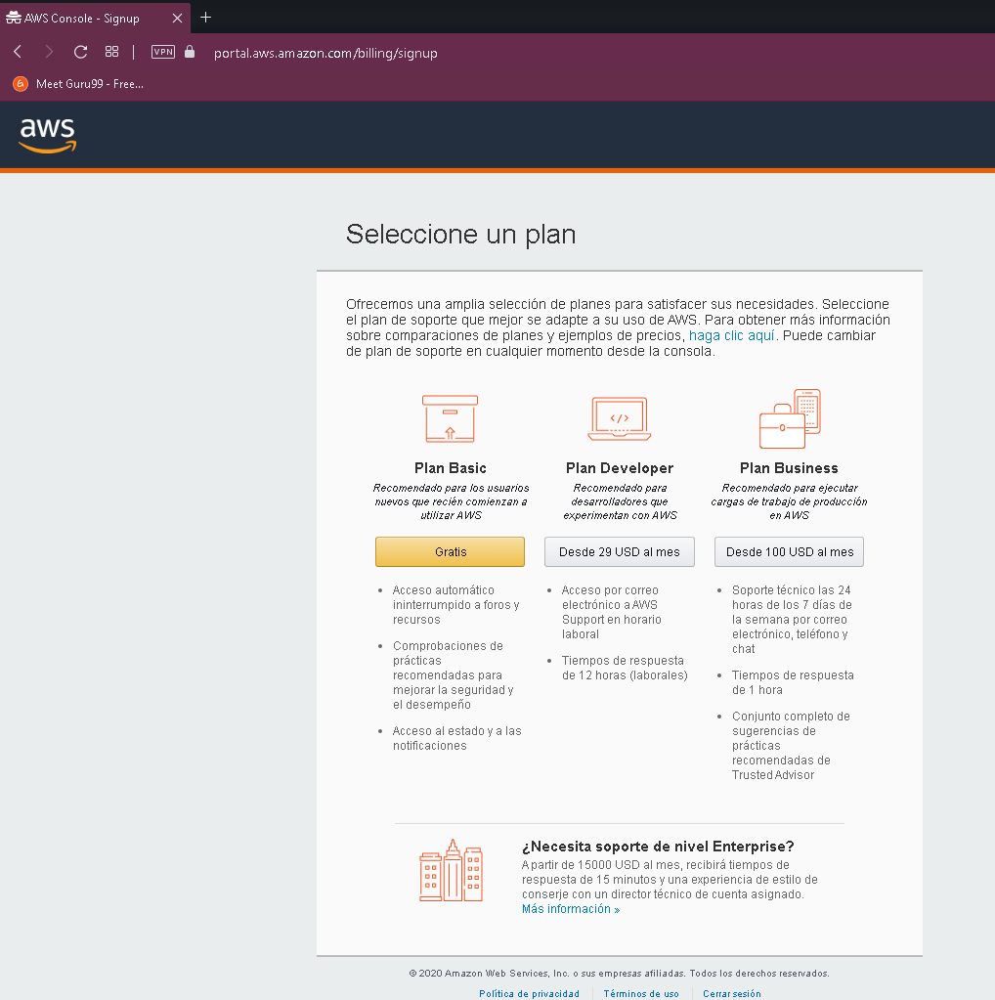 AWS Console - Signup
VPN
portal.aws.amazon.com/billing/signup
G
Meet Guru99 - Free...
aws
Seleccione un plan
Ofrecemos una amplia selección de planes para satisfacer sus necesidades. Seleccione
el plan de soporte que mejor se adapte a su uso de AWS. Para obtener más información
sobre comparaciones de planes y ejemplos de precios, haga clic aquí. Puede cambiar
de plan de soporte en cualquier momento desde la consola.
Plan Basic
Recomendado para los usuarios
nuevos que recién comienzan a
utilizar AWS
Gratis
• Acceso automático
ininterrumpido a foros y
recursos
• Comprobaciones de
prácticas
recomendadas para
mejorar la seguridad y
el desempeño
• Acceso al estado y a las
notificaciones
</>
Plan Developer
Recomendado para
desarrolladores que
experimentan con AWS
Desde 29 USD al mes
• Acceso por correo
electrónico a AWS
Support en horario
laboral
• Tiempos de respuesta
de 12 horas (laborales)
Plan Business
Recomendado para ejecutar
cargas de trabajo de producción
en AWS
Desde 100 USD al mes
• Soporte técnico las 24
horas de los 7 días de
la semana por correo
electrónico, teléfono y
chat
• Tiempos de respuesta
de 1 hora
• Conjunto completo de
sugerencias de
prácticas
recomendadas de
Trusted Advisor
¿Necesita soporte de nivel Enterprise?
A partir de 15000 USD al mes, recibirá tiempos de
respuesta de 15 minutos y una experiencia de estilo de
conserje con un director técnico de cuenta asignado.
Más información »
© 2020 Amazon Web Services, Inc. o sus empresas afiliadas. Todos los derechos reservados.
Política de privacidad | Términos de uso | Cerrar sesión